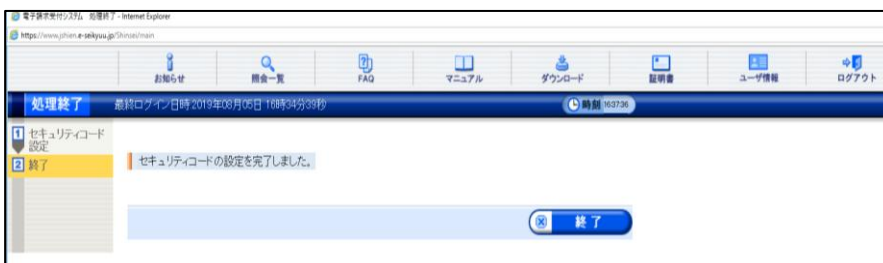 電子請求受付システム 処理終了 - Internet Explorer
https://www.jshien.e-seikyuu.jp/Shinsei/main
お知らせ
照会一覧
FAQ
マニュアル
ダウンロード
証明書
ユーザ情報
ログアウト
処理終了 最終ログイン日時 2019年08月05日 16時34分39秒 時刻 16:37:36
1 セキュリティコード
設定
2 終了
セキュリティコードの設定を完了しました。
終了